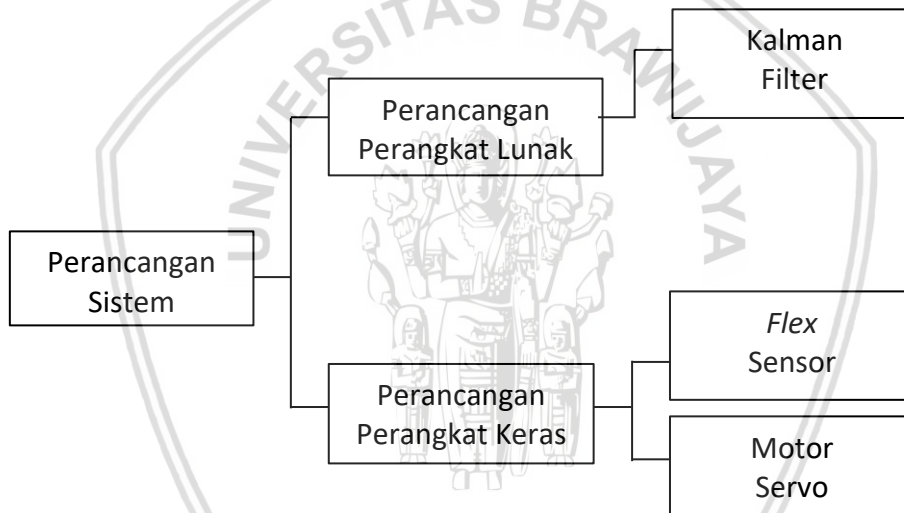 UNIVERSITAS BRAWIJAYA
Kalman
Filter
Perancangan
Perangkat Lunak
Perancangan
Sistem
Flex
Sensor
Perancangan
Perangkat Keras
Motor
Servo